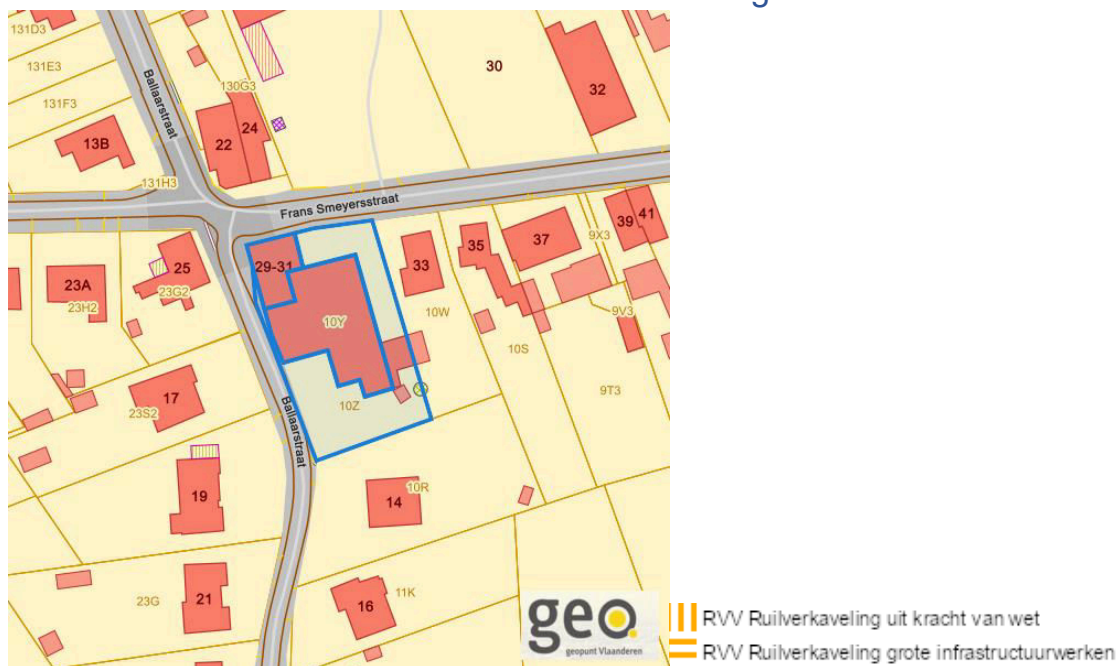 131D3
131E3
131F3
13B
131H3
Ballaarstraat
130G3
22
24
30
32
Frans Smeyersstraat
23A
23H2
25
23G2
29-31
10Y
10Z
33
10W
35
37
9X3
39
41
9V3
10S
9T3
17
23S2
Ballaarstraat
19
14
10R
23G
21
16
11K
geo
geopunt Vlaanderen
RVV Ruilverkaveling uit kracht van wet
RVV Ruilverkaveling grote infrastructuurwerken